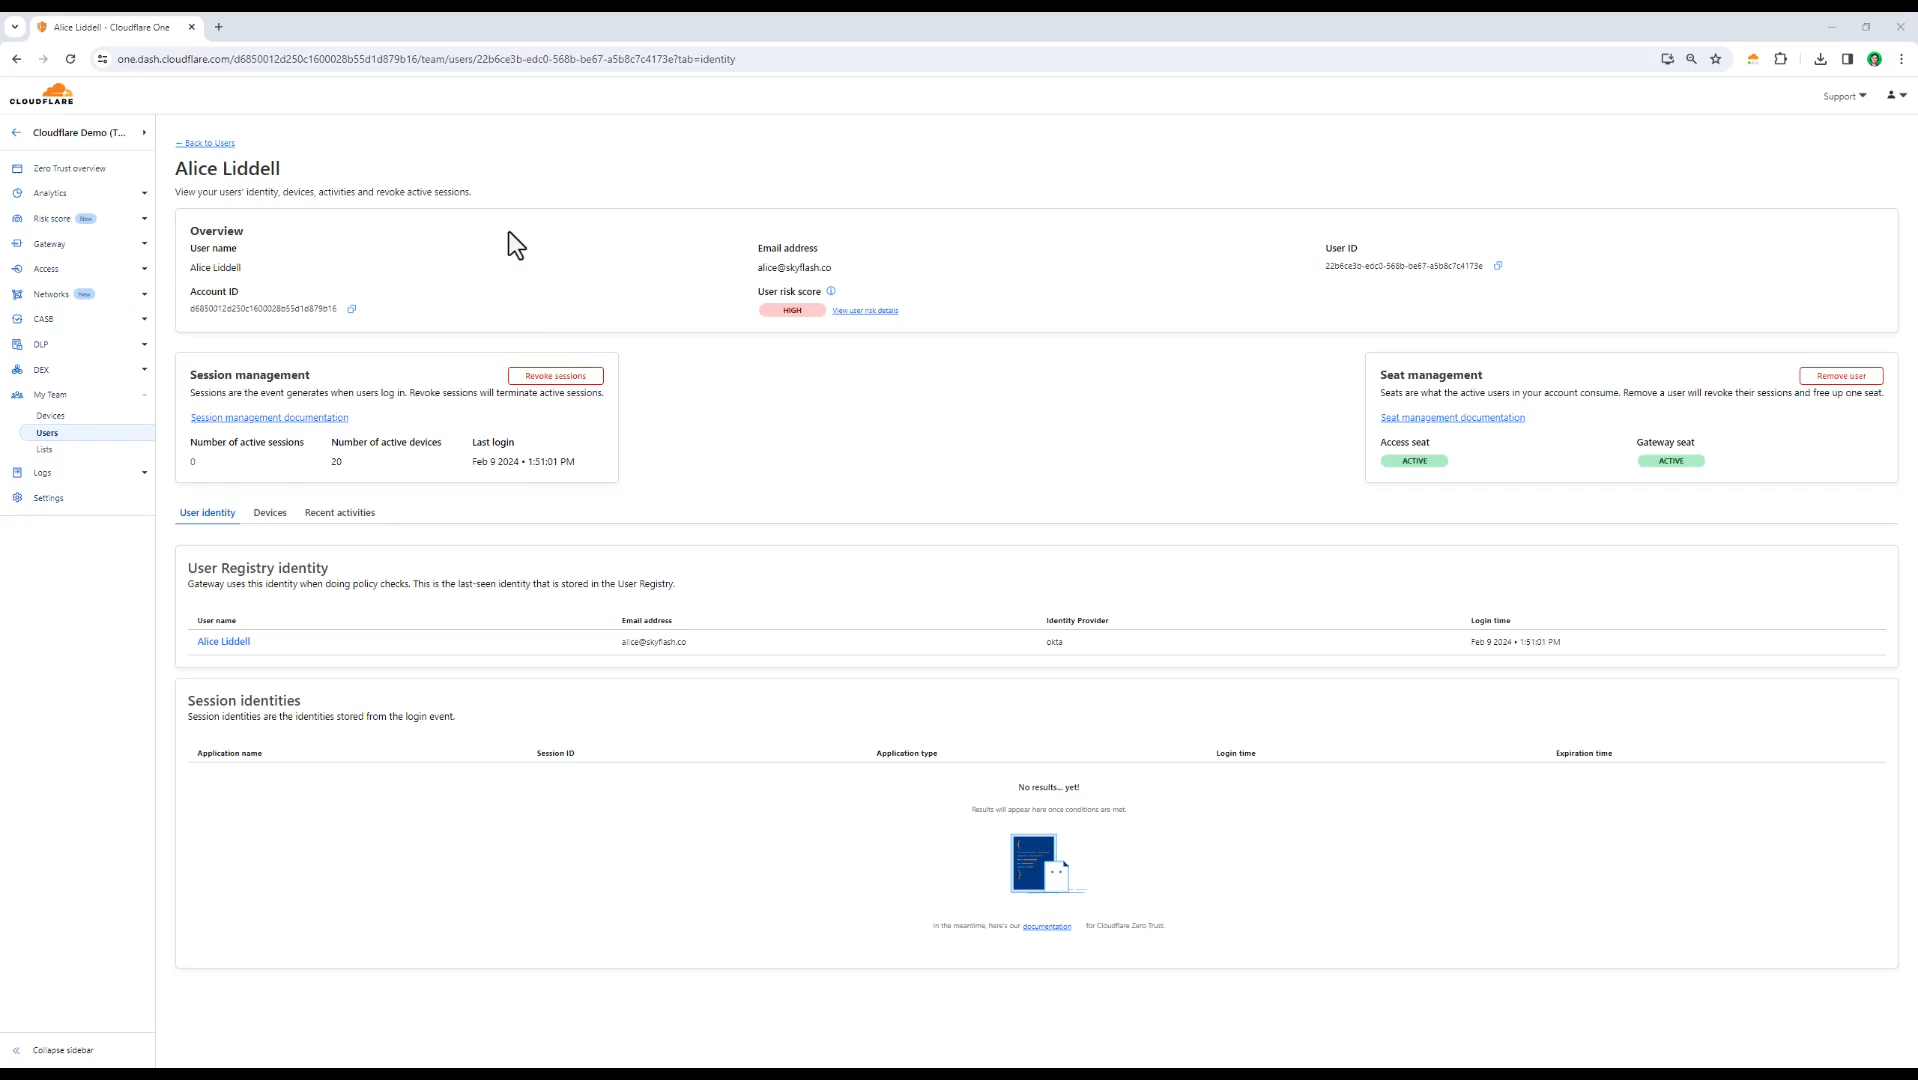 Alice Liddell - Cloudflare One
one.dash.cloudflare.com/d6850012d250c1600028b55d1d879b16/team/users/22b6ce3b-edc0-568b-be67-a5b8c7c4173e?tab=identity
CLOUDFLARE
Support
Cloudflare Demo (T...
Zero Trust overview
Analytics
Risk score New
Gateway
Access
Networks New
CASB
DLP
DEX
My Team
Devices
Users
Lists
Logs
Settings
Collapse sidebar
← Back to Users
Alice Liddell
View your users' identity, devices, activities and revoke active sessions.
Overview
User name Email address User ID
Alice Liddell alice@skyflash.co 22b6ce3b-edc0-568b-be67-a5b8c7c4173e
Account ID User risk score
d6850012d250c1600028b55d1d879b16 HIGH View user risk details
Session management Revoke sessions
Sessions are the event generates when users log in. Revoke sessions will terminate active sessions.
Session management documentation
Number of active sessions Number of active devices Last login
0 20 Feb 9 2024 • 1:51:01 PM
Seat management Remove user
Seats are what the active users in your account consume. Remove a user will revoke their sessions and free up one seat.
Seat management documentation
Access seat Gateway seat
ACTIVE ACTIVE
User identity Devices Recent activities
User Registry identity
Gateway uses this identity when doing policy checks. This is the last-seen identity that is stored in the User Registry.
User name Email address Identity Provider Login time
Alice Liddell alice@skyflash.co okta Feb 9 2024 • 1:51:01 PM
Session identities
Session identities are the identities stored from the login event.
Application name Session ID Application type Login time Expiration time
No results... yet!
Results will appear here once conditions are met.
In the meantime, here's our documentation for Cloudflare Zero Trust.